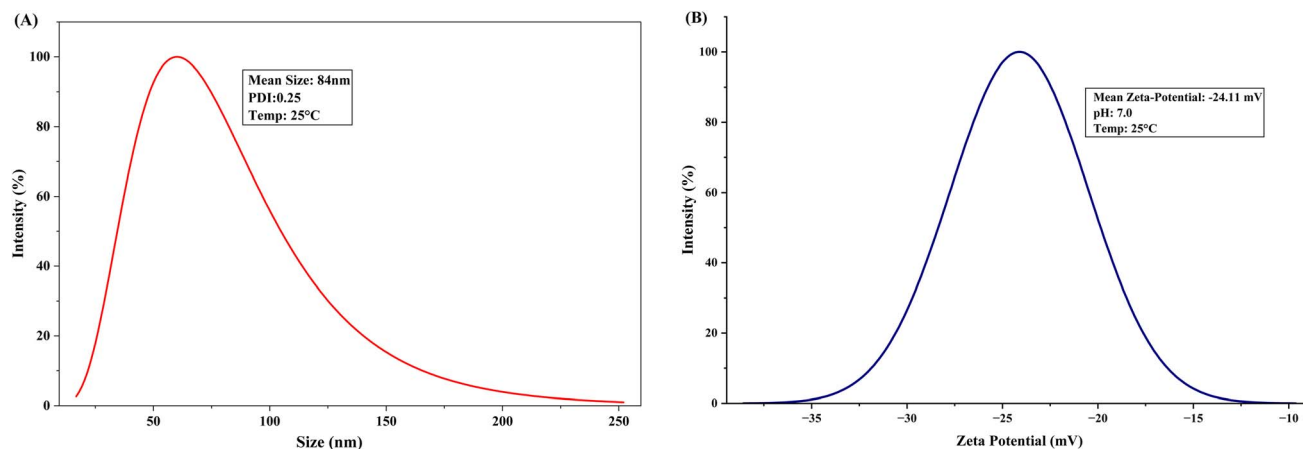 (A)
Mean Size: 84nm
PDI:0.25
Temp: 25°C
Intensity (%)
100
80
60
40
20
0
50
100
150
200
250
Size (nm)
(B)
Mean Zeta-Potential: -24.11 mV
pH: 7.0
Temp: 25°C
Intensity (%)
100
80
60
40
20
0
−35
−30
−25
−20
−15
−10
Zeta Potential (mV)